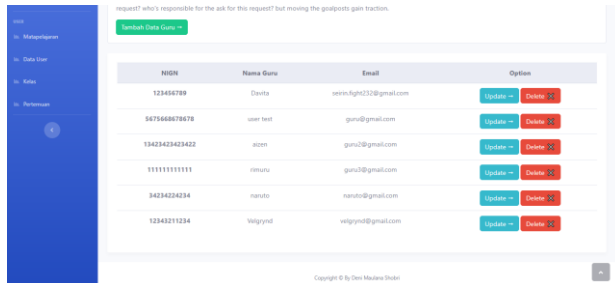 request? who's responsible for the ask for this request? but moving the goalposts gain traction.
Tambah Data Guru →
Matapelajaran
Data User
Kelas
Pertemuan
NIGN Nama Guru Email Option
123456789 Davita seirin.fight232@gmail.com Update → Delete
5675668678678 user test guru@gmail.com Update → Delete
13423423423422 aizen guru2@gmail.com Update → Delete
111111111111 rimuru guru3@gmail.com Update → Delete
34234224234 naruto naruto@gmail.com Update → Delete
12343211234 Velgrynd velgrynd@gmail.com Update → Delete
Copyright © By Deni Maulana Shobri